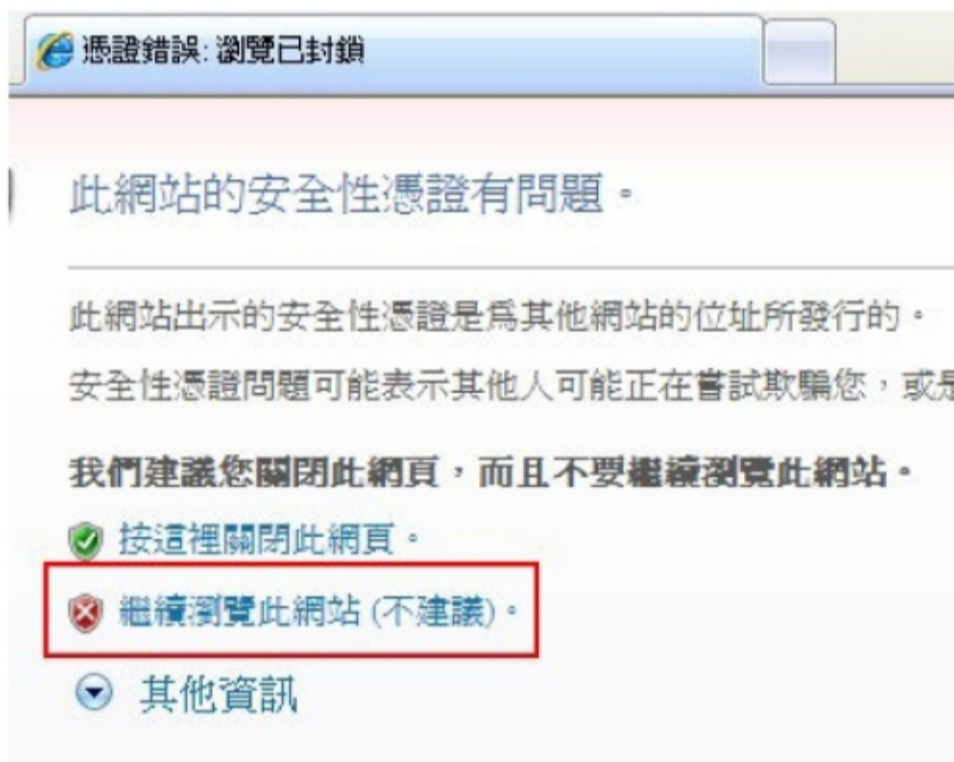 憑證錯誤: 瀏覽已封鎖
此網站的安全性憑證有問題。
此網站出示的安全性憑證是為其他網站的位址所發行的。
安全性憑證問題可能表示其他人可能正在嘗試欺騙您，或是
我們建議您關閉此網頁，而且不要繼續瀏覽此網站。
按這裡關閉此網頁。
繼續瀏覽此網站 (不建議)。
其他資訊